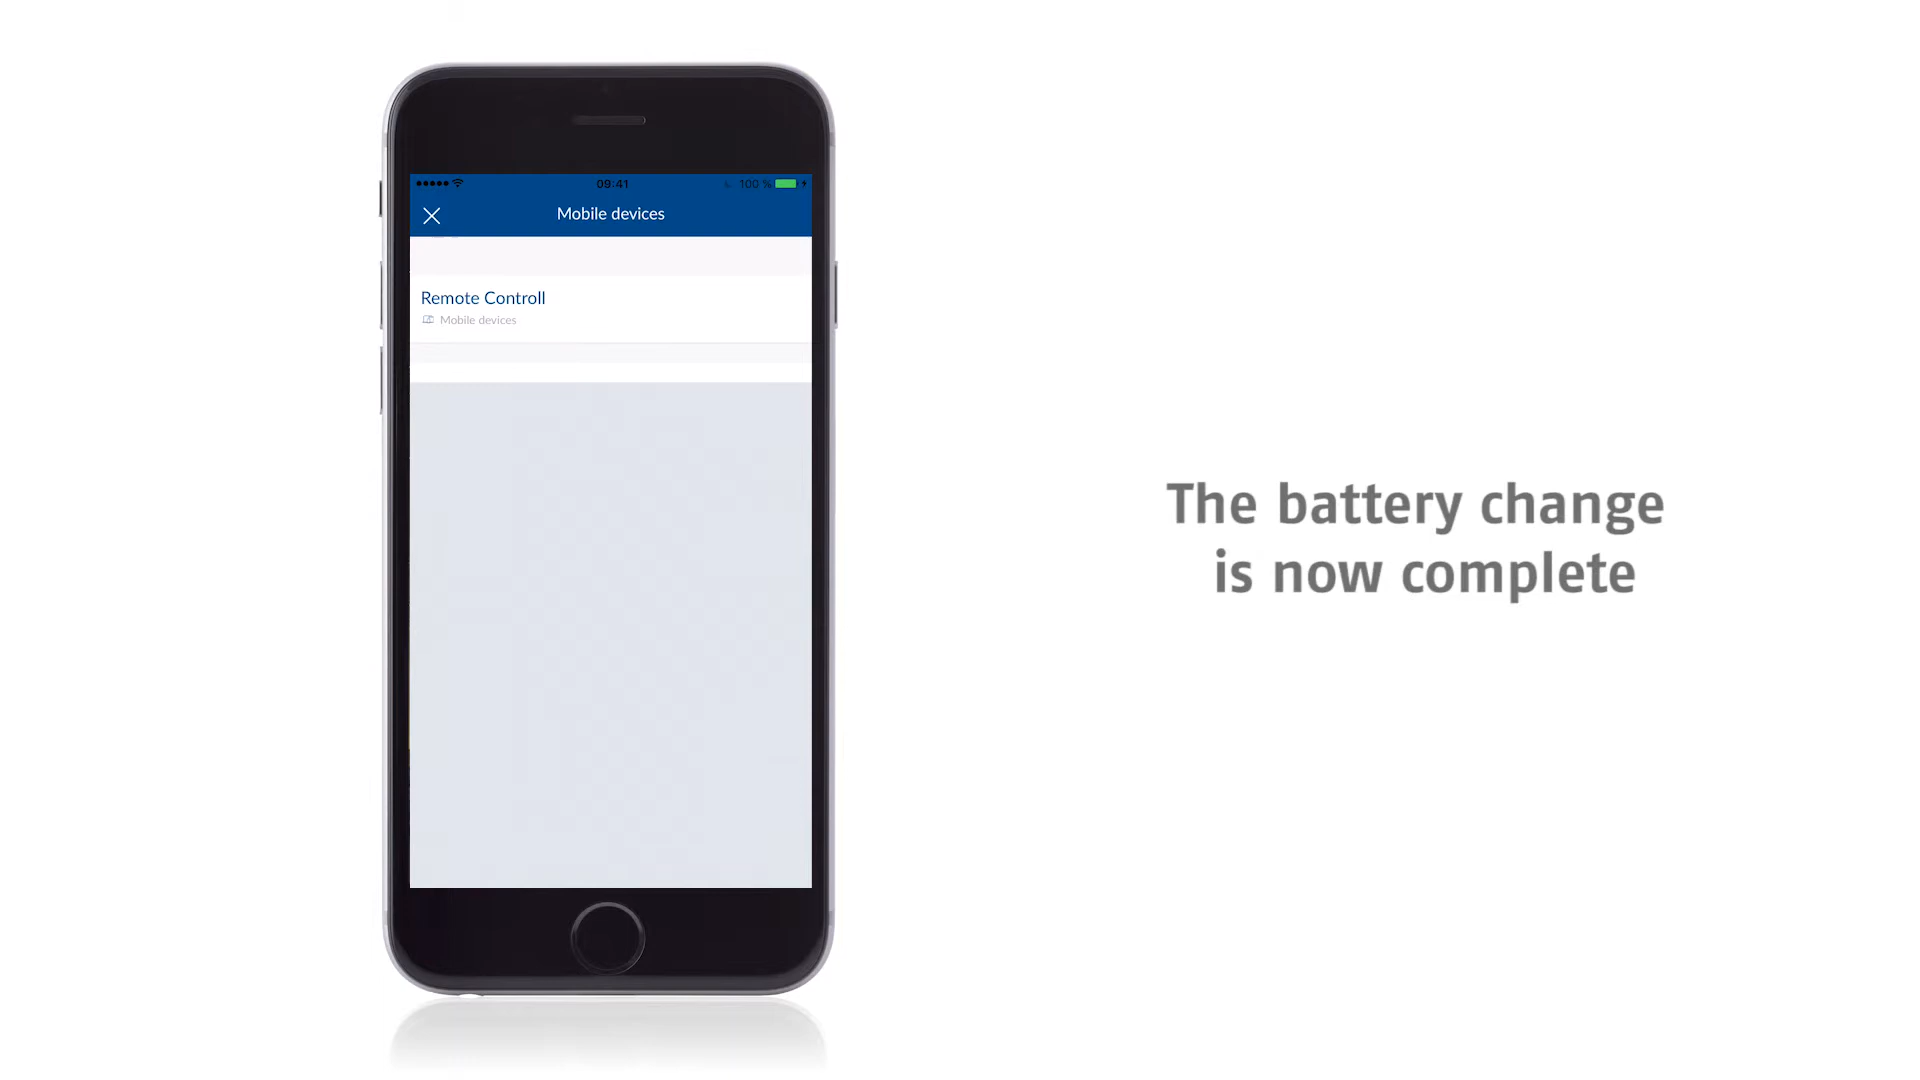 09:41
100 %
Mobile devices
Remote Controll
Mobile devices
The battery change
is now complete